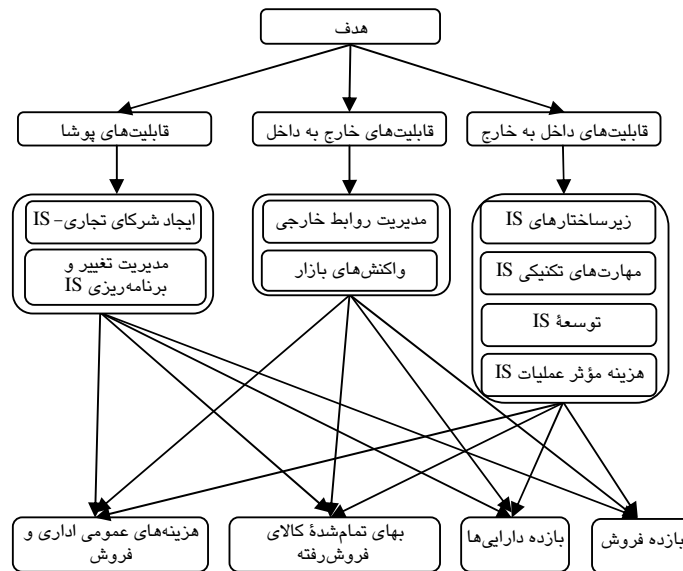 هدف
قابلیت‌های پوشا
قابلیت‌های خارج به داخل
قابلیت‌های داخل به خارج
ایجاد شرکای تجاری– IS
مدیریت تغییر و
برنامه‌ریزی IS
مدیریت روابط خارجی
واکنش‌های بازار
زیرساختارهای IS
مهارت‌های تکنیکی IS
توسعهٔ IS
هزینه مؤثر عملیات IS
هزینه‌های عمومی اداری و
فروش
بهای تمام‌شدهٔ کالای
فروش‌رفته
بازده دارایی‌ها
بازده فروش